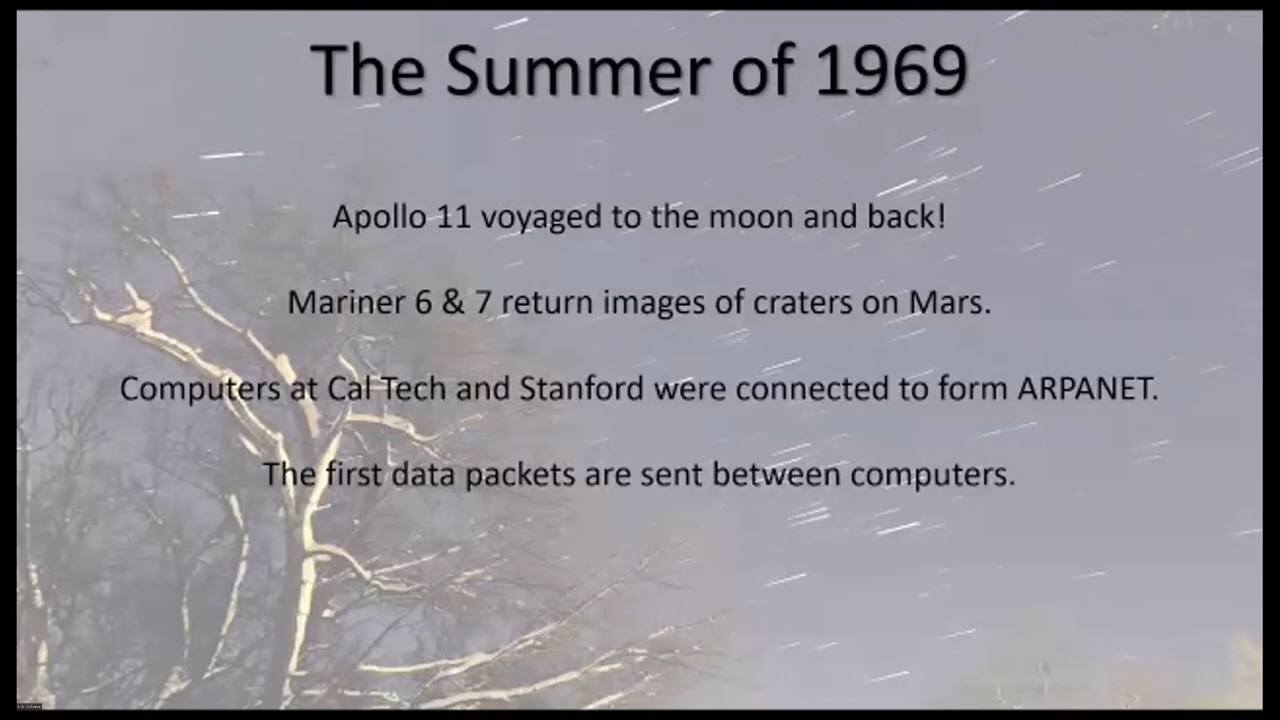 The Summer of 1969
Apollo 11 voyaged to the moon and back!
Mariner 6 & 7 return images of craters on Mars.
Computers at Cal Tech and Stanford were connected to form ARPANET.
The first data packets are sent between computers.